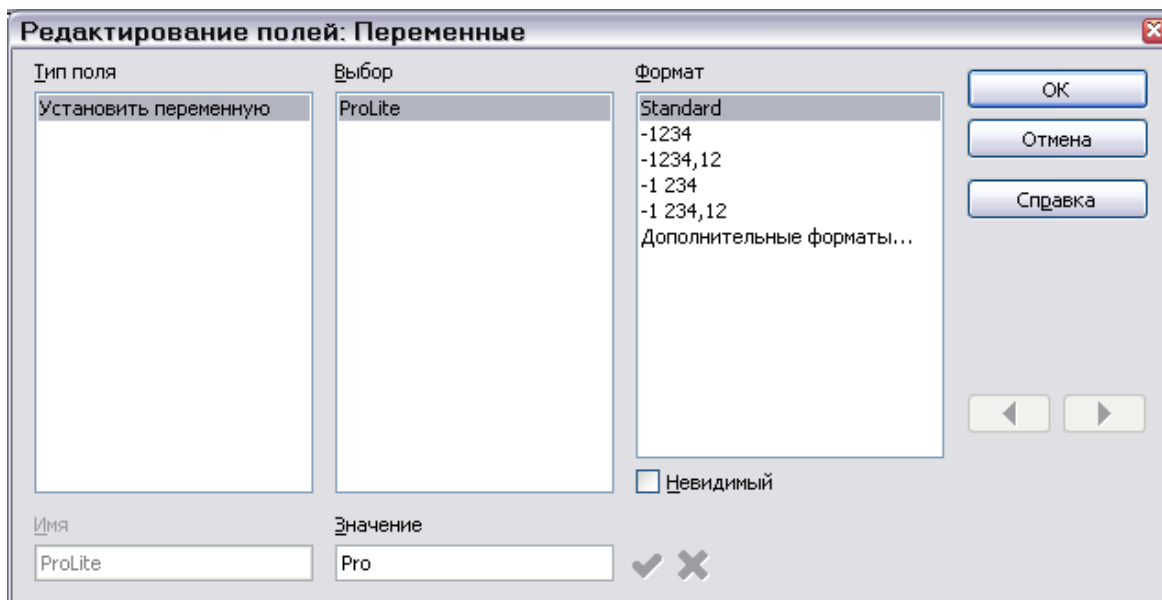 Редактирование полей: Переменные
Тип поля
Выбор
Формат
Установить переменную
ProLite
Standard
-1234
-1234,12
-1 234
-1 234,12
Дополнительные форматы...
ОК
Отмена
Справка
Невидимый
Имя
Значение
ProLite
Pro